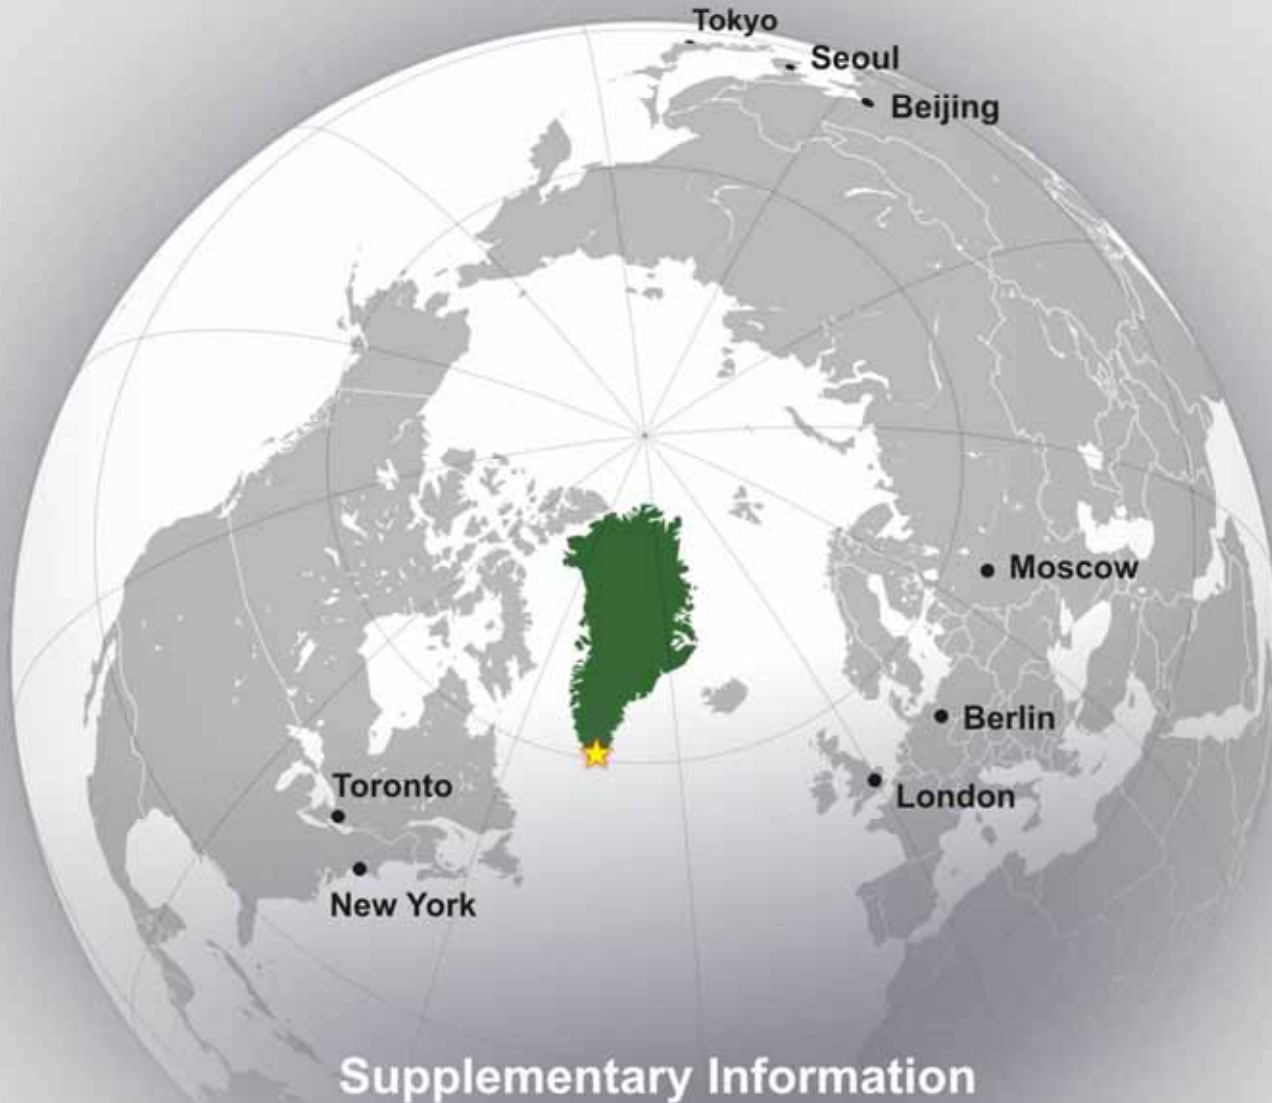 Tokyo
Seoul
Beijing
Moscow
Berlin
Toronto
London
New York
Supplementary Information